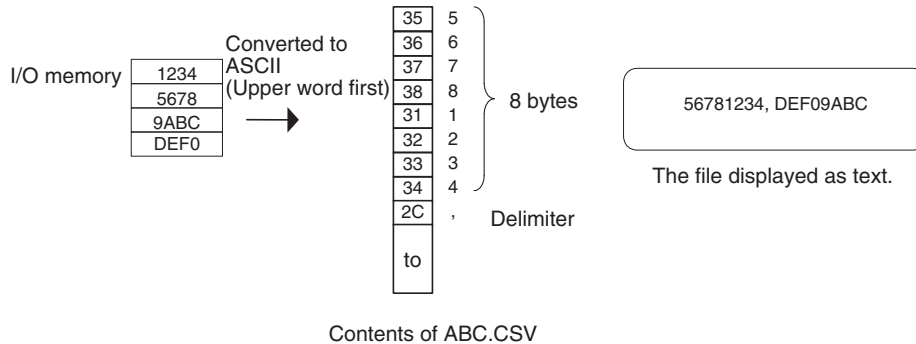 I/O memory
1234
5678
9ABC
DEF0
Converted to
ASCII
(Upper word first)
35 5
36 6
37 7
38 8
31 1
32 2
33 3
34 4
2C ,
to
8 bytes
Delimiter
Contents of ABC.CSV
56781234, DEF09ABC
The file displayed as text.